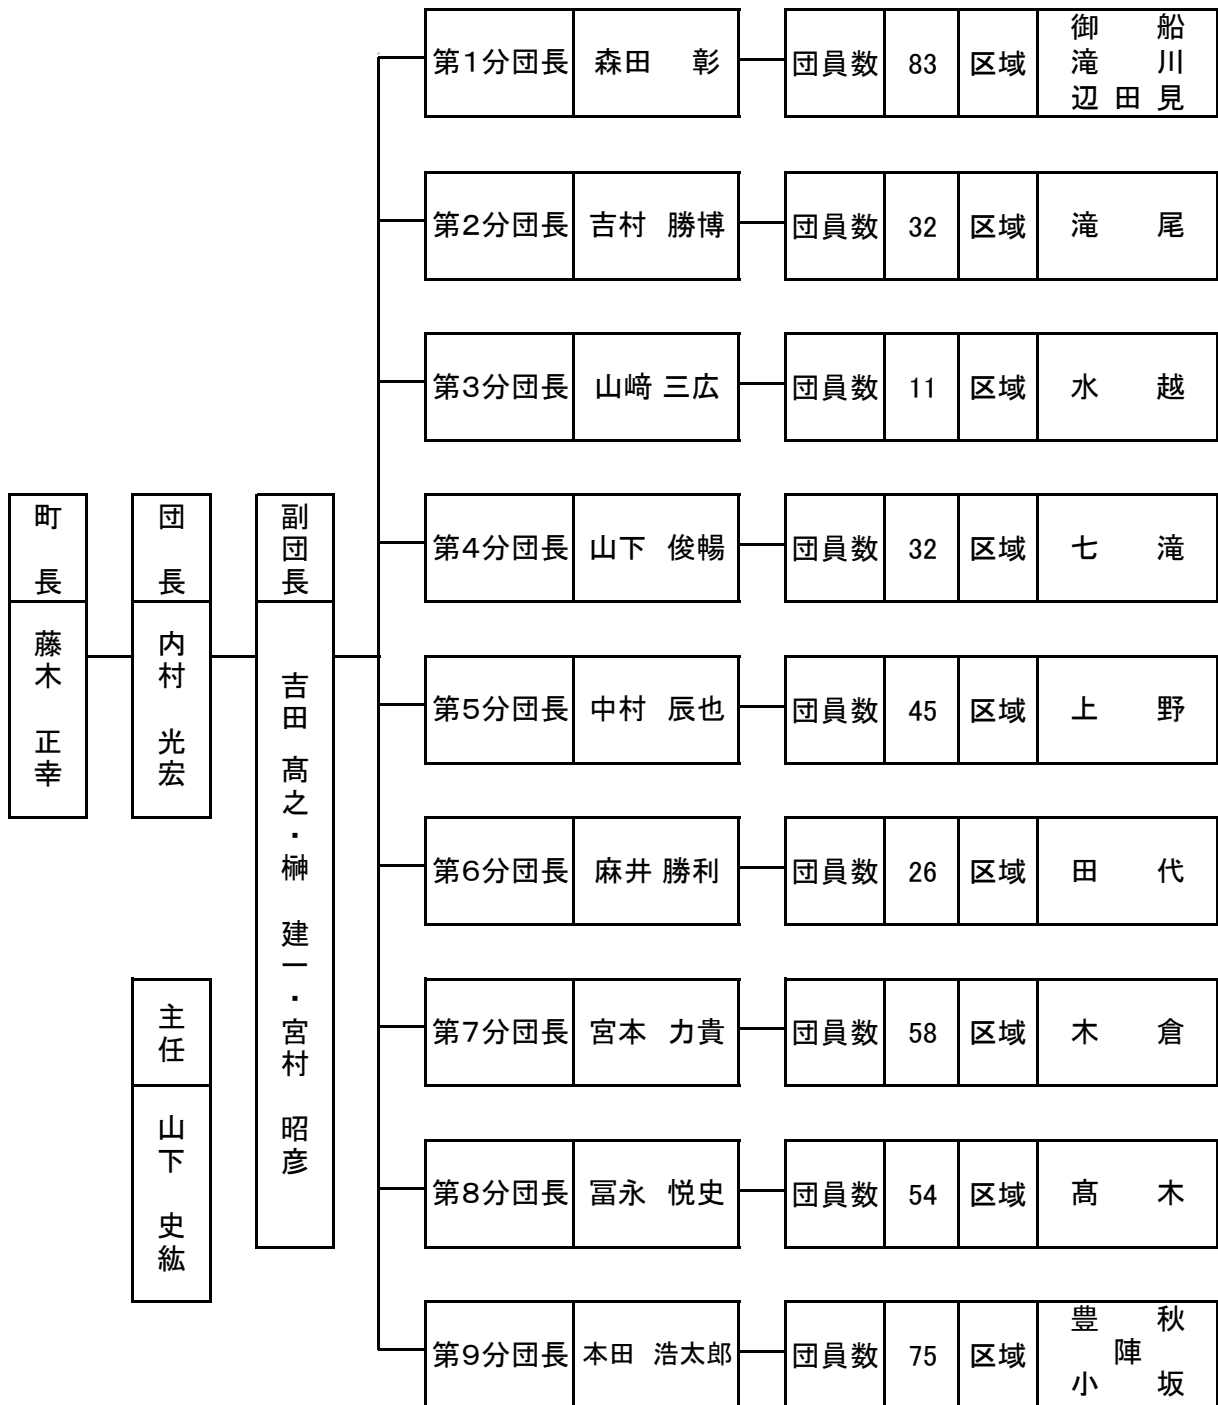 町長
藤木 正幸
団長
内村 光宏
副団長
吉田 髙之・榊 建一・宮村 昭彦
主任
山下 史紘
第1分団長 森田 彰 団員数 83 区域 御船
滝川
辺田見
第2分団長 吉村 勝博 団員数 32 区域 滝尾
第3分団長 山﨑 三広 団員数 11 区域 水越
第4分団長 山下 俊暢 団員数 32 区域 七滝
第5分団長 中村 辰也 団員数 45 区域 上野
第6分団長 麻井 勝利 団員数 26 区域 田代
第7分団長 宮本 力貴 団員数 58 区域 木倉
第8分団長 冨永 悦史 団員数 54 区域 髙木
第9分団長 本田 浩太郎 団員数 75 区域 豊秋
陣
小坂